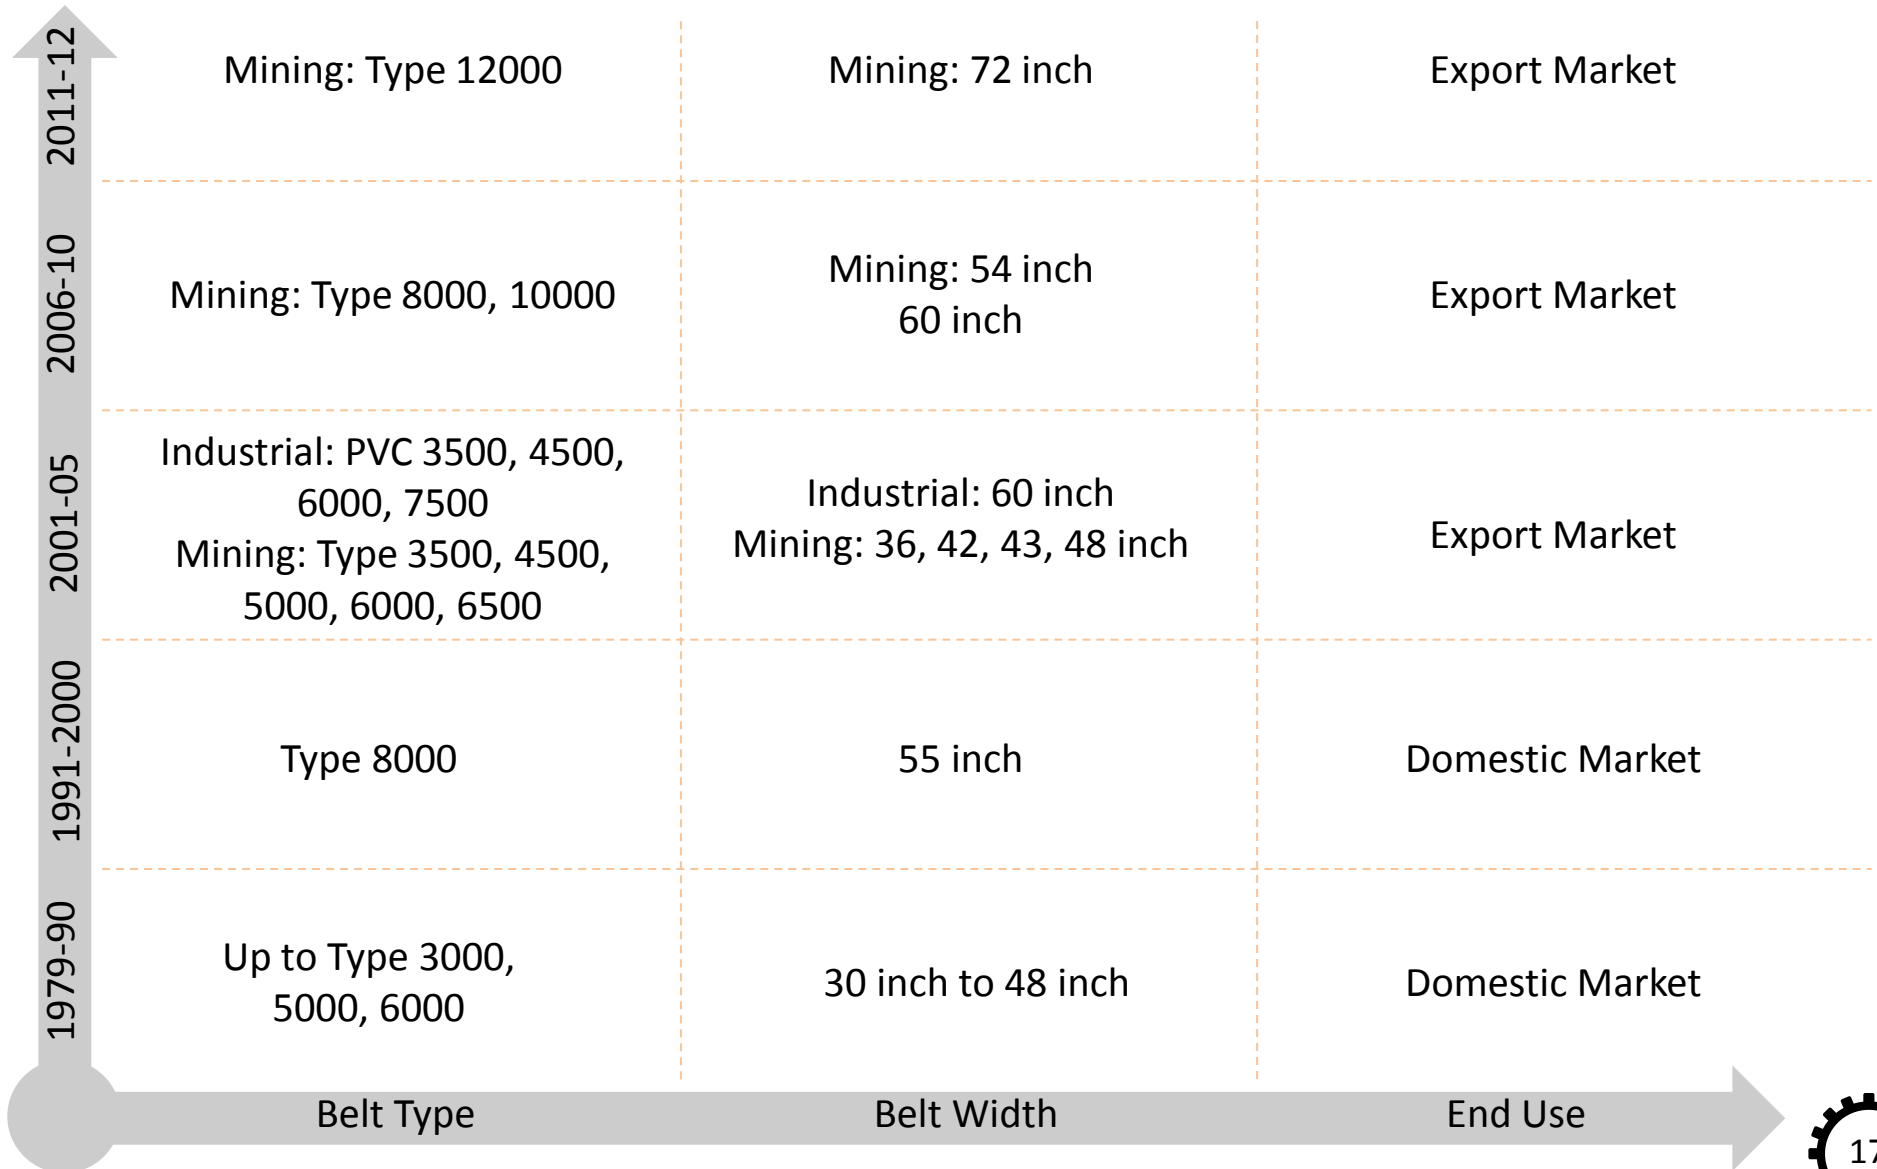 2011-12
Mining: Type 12000
Mining: 72 inch
Export Market
2006-10
Mining: Type 8000, 10000
Mining: 54 inch
60 inch
Export Market
2001-05
Industrial: PVC 3500, 4500,
6000, 7500
Mining: Type 3500, 4500,
5000, 6000, 6500
Industrial: 60 inch
Mining: 36, 42, 43, 48 inch
Export Market
1991-2000
Type 8000
55 inch
Domestic Market
1979-90
Up to Type 3000,
5000, 6000
30 inch to 48 inch
Domestic Market
Belt Type
Belt Width
End Use
17